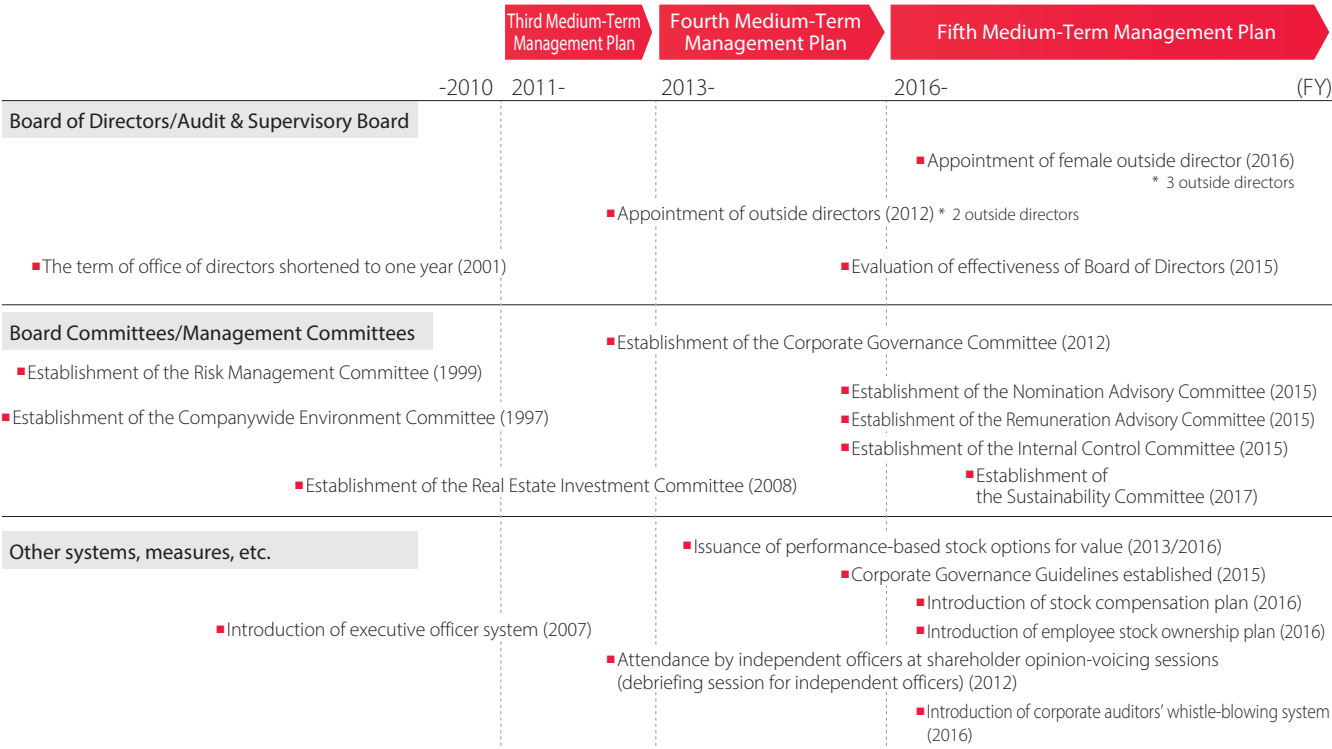 Third Medium-Term
Management Plan
Fourth Medium-Term
Management Plan
Fifth Medium-Term Management Plan
-2010
2011-
2013-
2016-
(FY)
Board of Directors/Audit & Supervisory Board
Appointment of female outside director (2016)
* 3 outside directors
Appointment of outside directors (2012) * 2 outside directors
The term of office of directors shortened to one year (2001)
Evaluation of effectiveness of Board of Directors (2015)
Board Committees/Management Committees
Establishment of the Corporate Governance Committee (2012)
Establishment of the Risk Management Committee (1999)
Establishment of the Nomination Advisory Committee (2015)
Establishment of the Companywide Environment Committee (1997)
Establishment of the Remuneration Advisory Committee (2015)
Establishment of the Internal Control Committee (2015)
Establishment of the Real Estate Investment Committee (2008)
Establishment of
the Sustainability Committee (2017)
Other systems, measures, etc.
Issuance of performance-based stock options for value (2013/2016)
Corporate Governance Guidelines established (2015)
Introduction of stock compensation plan (2016)
Introduction of executive officer system (2007)
Introduction of employee stock ownership plan (2016)
Attendance by independent officers at shareholder opinion-voicing sessions
(debriefing session for independent officers) (2012)
Introduction of corporate auditors' whistle-blowing system
(2016)